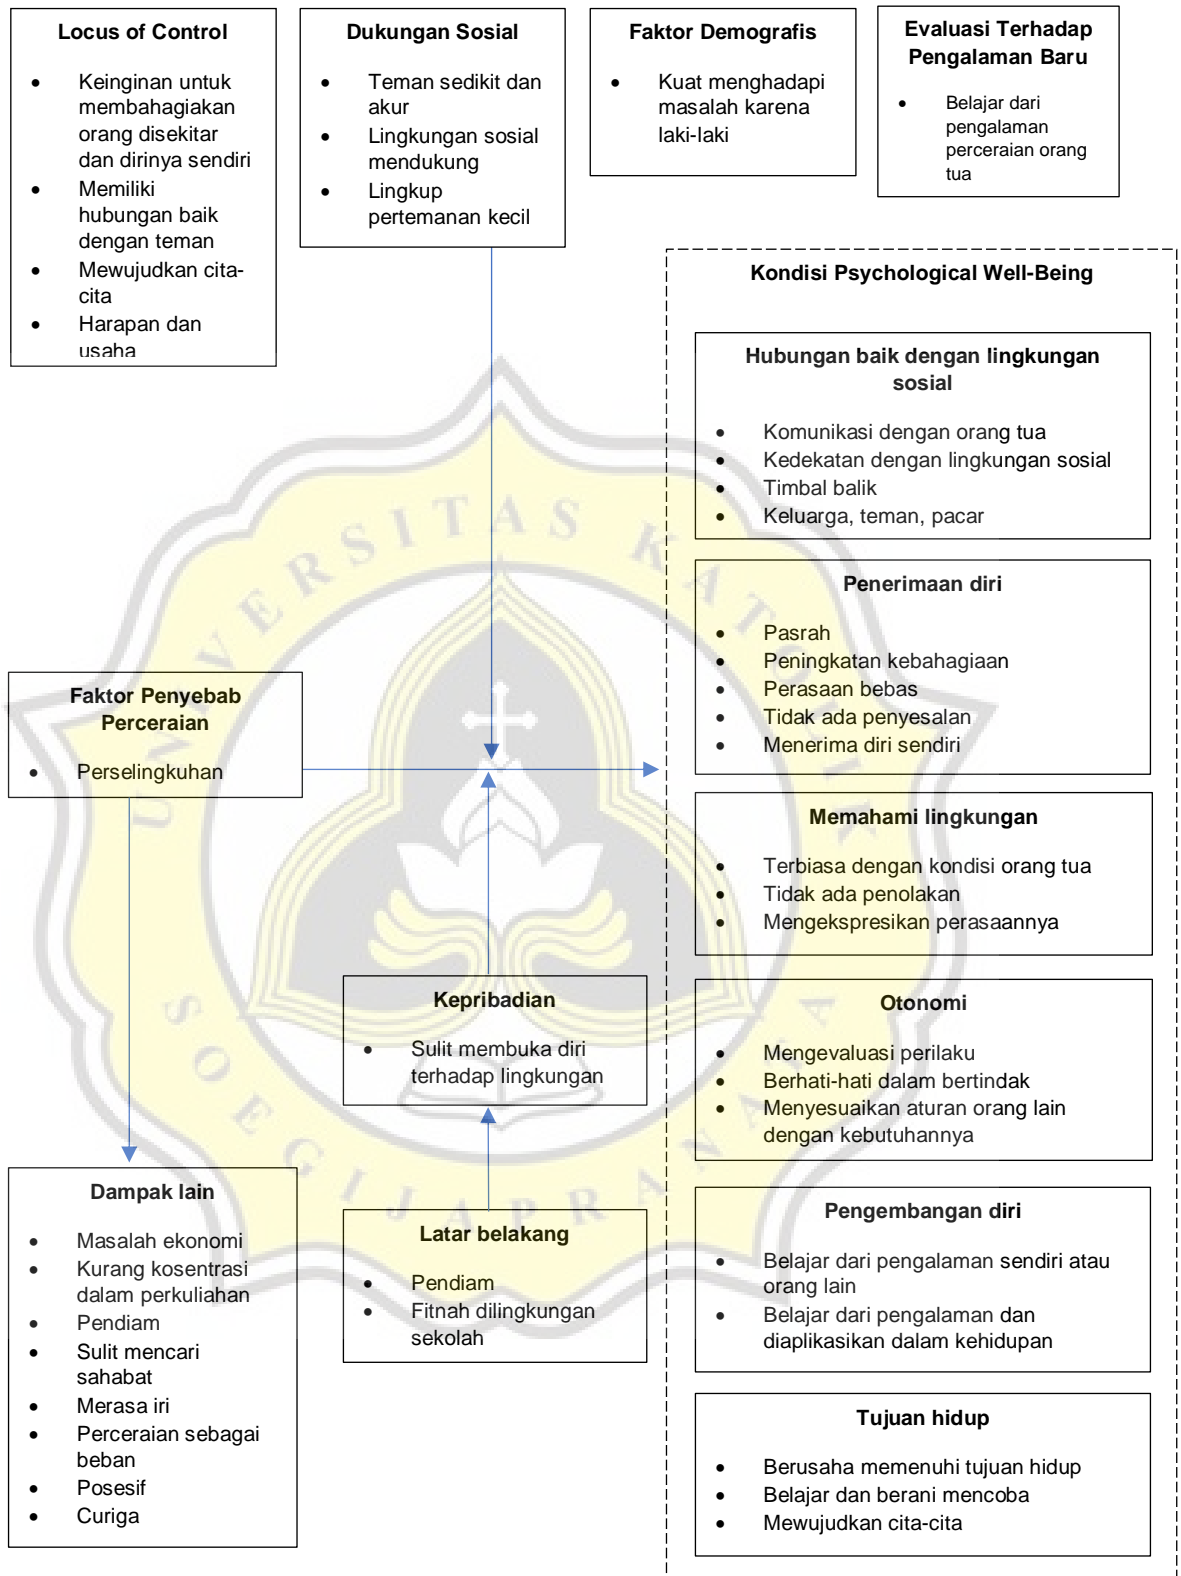 Locus of Control
• Keinginan untuk
membahagiakan
orang disekitar
dan dirinya sendiri
• Memiliki
hubungan baik
dengan teman
• Mewujudkan cita-
cita
• Harapan dan
usaha
Dukungan Sosial
• Teman sedikit dan
akur
• Lingkungan sosial
mendukung
• Lingkup
pertemanan kecil
Faktor Demografis
• Kuat menghadapi
masalah karena
laki-laki
Evaluasi Terhadap
Pengalaman Baru
• Belajar dari
pengalaman
perceraian orang
tua
Faktor Penyebab
Perceraian
• Perselingkuhan
Dampak lain
• Masalah ekonomi
• Kurang kosentrasi
dalam perkuliahan
• Pendiam
• Sulit mencari
sahabat
• Merasa iri
• Perceraian sebagai
beban
• Posesif
• Curiga
Kepribadian
• Sulit membuka diri
terhadap lingkungan
Latar belakang
• Pendiam
• Fitnah dilingkungan
sekolah
Kondisi Psychological Well-Being
Hubungan baik dengan lingkungan
sosial
• Komunikasi dengan orang tua
• Kedekatan dengan lingkungan sosial
• Timbal balik
• Keluarga, teman, pacar
Penerimaan diri
• Pasrah
• Peningkatan kebahagiaan
• Perasaan bebas
• Tidak ada penyesalan
• Menerima diri sendiri
Memahami lingkungan
• Terbiasa dengan kondisi orang tua
• Tidak ada penolakan
• Mengekspresikan perasaannya
Otonomi
• Mengevaluasi perilaku
• Berhati-hati dalam bertindak
• Menyesuaikan aturan orang lain
dengan kebutuhannya
Pengembangan diri
• Belajar dari pengalaman sendiri atau
orang lain
• Belajar dari pengalaman dan
diaplikasikan dalam kehidupan
Tujuan hidup
• Berusaha memenuhi tujuan hidup
• Belajar dan berani mencoba
• Mewujudkan cita-cita
UNIVERSITAS KATOLIK
SOEGIJAPRANATA